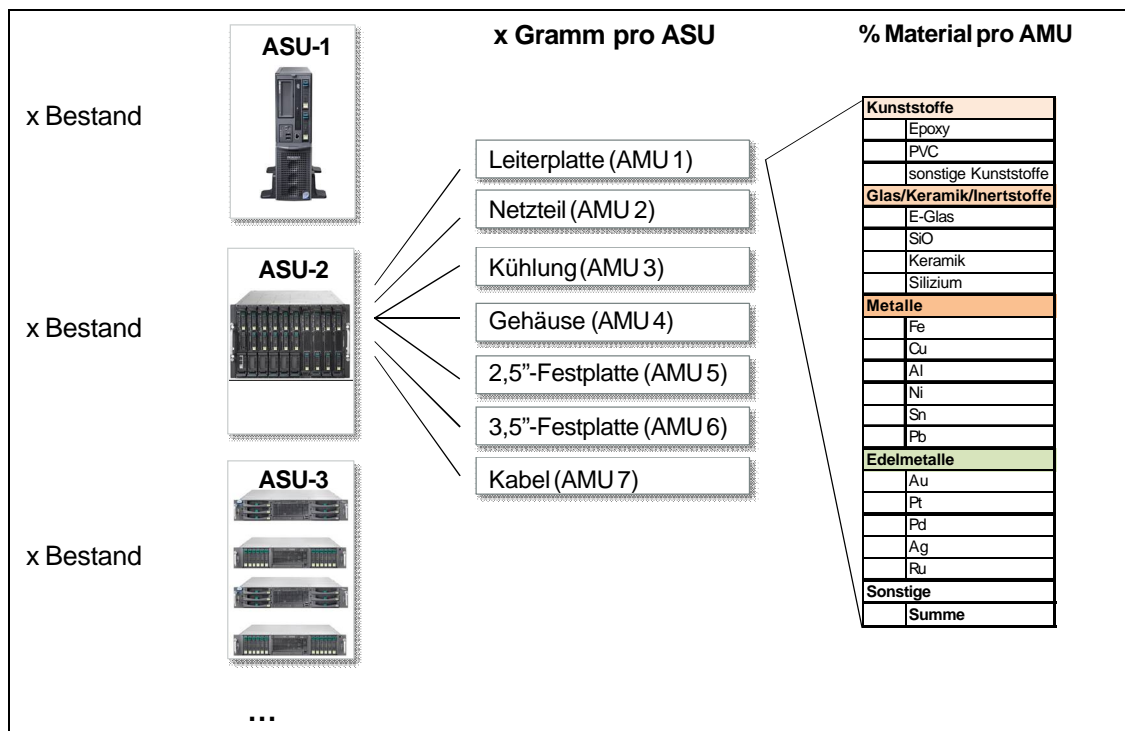 ASU-1
x Gramm pro ASU
% Material pro AMU
x Bestand
ASU-2
x Bestand
ASU-3
x Bestand
...
Leiterplatte (AMU 1)
Netzteil (AMU 2)
Kühlung (AMU 3)
Gehäuse (AMU 4)
2,5”-Festplatte (AMU 5)
3,5”-Festplatte (AMU 6)
Kabel (AMU 7)
Kunststoffe
Epoxy
PVC
sonstige Kunststoffe
Glas/Keramik/Inertstoffe
E-Glas
SiO
Keramik
Silizium
Metalle
Fe
Cu
Al
Ni
Sn
Pb
Edelmetalle
Au
Pt
Pd
Ag
Ru
Sonstige
Summe